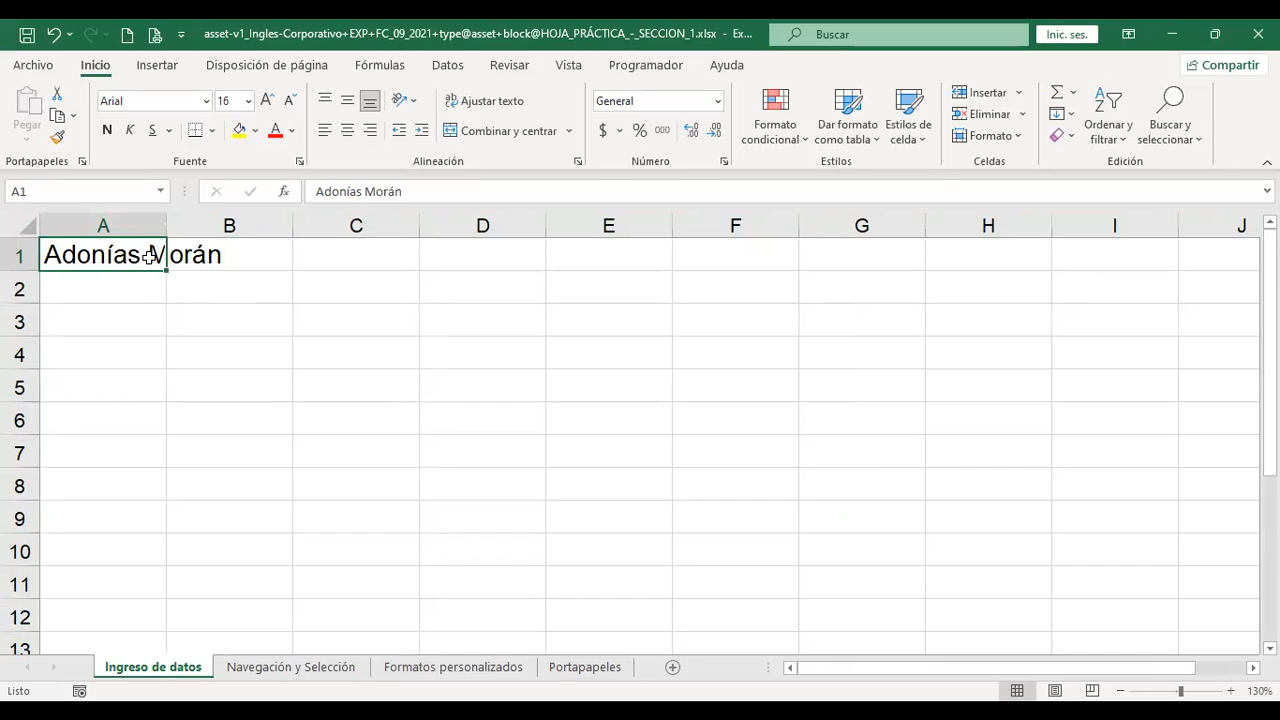 asset-v1_Ingles-Corporativo+EXP+FC_09_2021+type@asset+block@HOJA_PRÁCTICA_-_SECCION_1.xlsx - Ex...
Buscar
Inic. ses.
Archivo Inicio Insertar Disposición de página Fórmulas Datos Revisar Vista Programador Ayuda
Compartir
Pegar
Portapapeles
Arial 16
N K S
Fuente
Ajustar texto
Combinar y centrar
Alineación
General
$ % 000
Número
Formato condicional
Dar formato como tabla
Estilos de celda
Estilos
Insertar
Eliminar
Formato
Celdas
Ordenar y filtrar
Buscar y seleccionar
Edición
A1
fx
Adonías Morán
A B C D E F G H I J
1 Adonías Morán
2
3
4
5
6
7
8
9
10
11
12
13
Ingreso de datos Navegación y Selección Formatos personalizados Portapapeles
Listo
130%